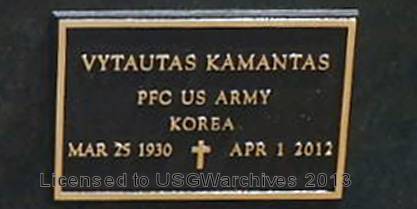 VYTAUTAS KAMANTAS
PFC US ARMY
KOREA
MAR 25 1930 ✝ APR 1 2012
Licensed to USGWarchives 2013